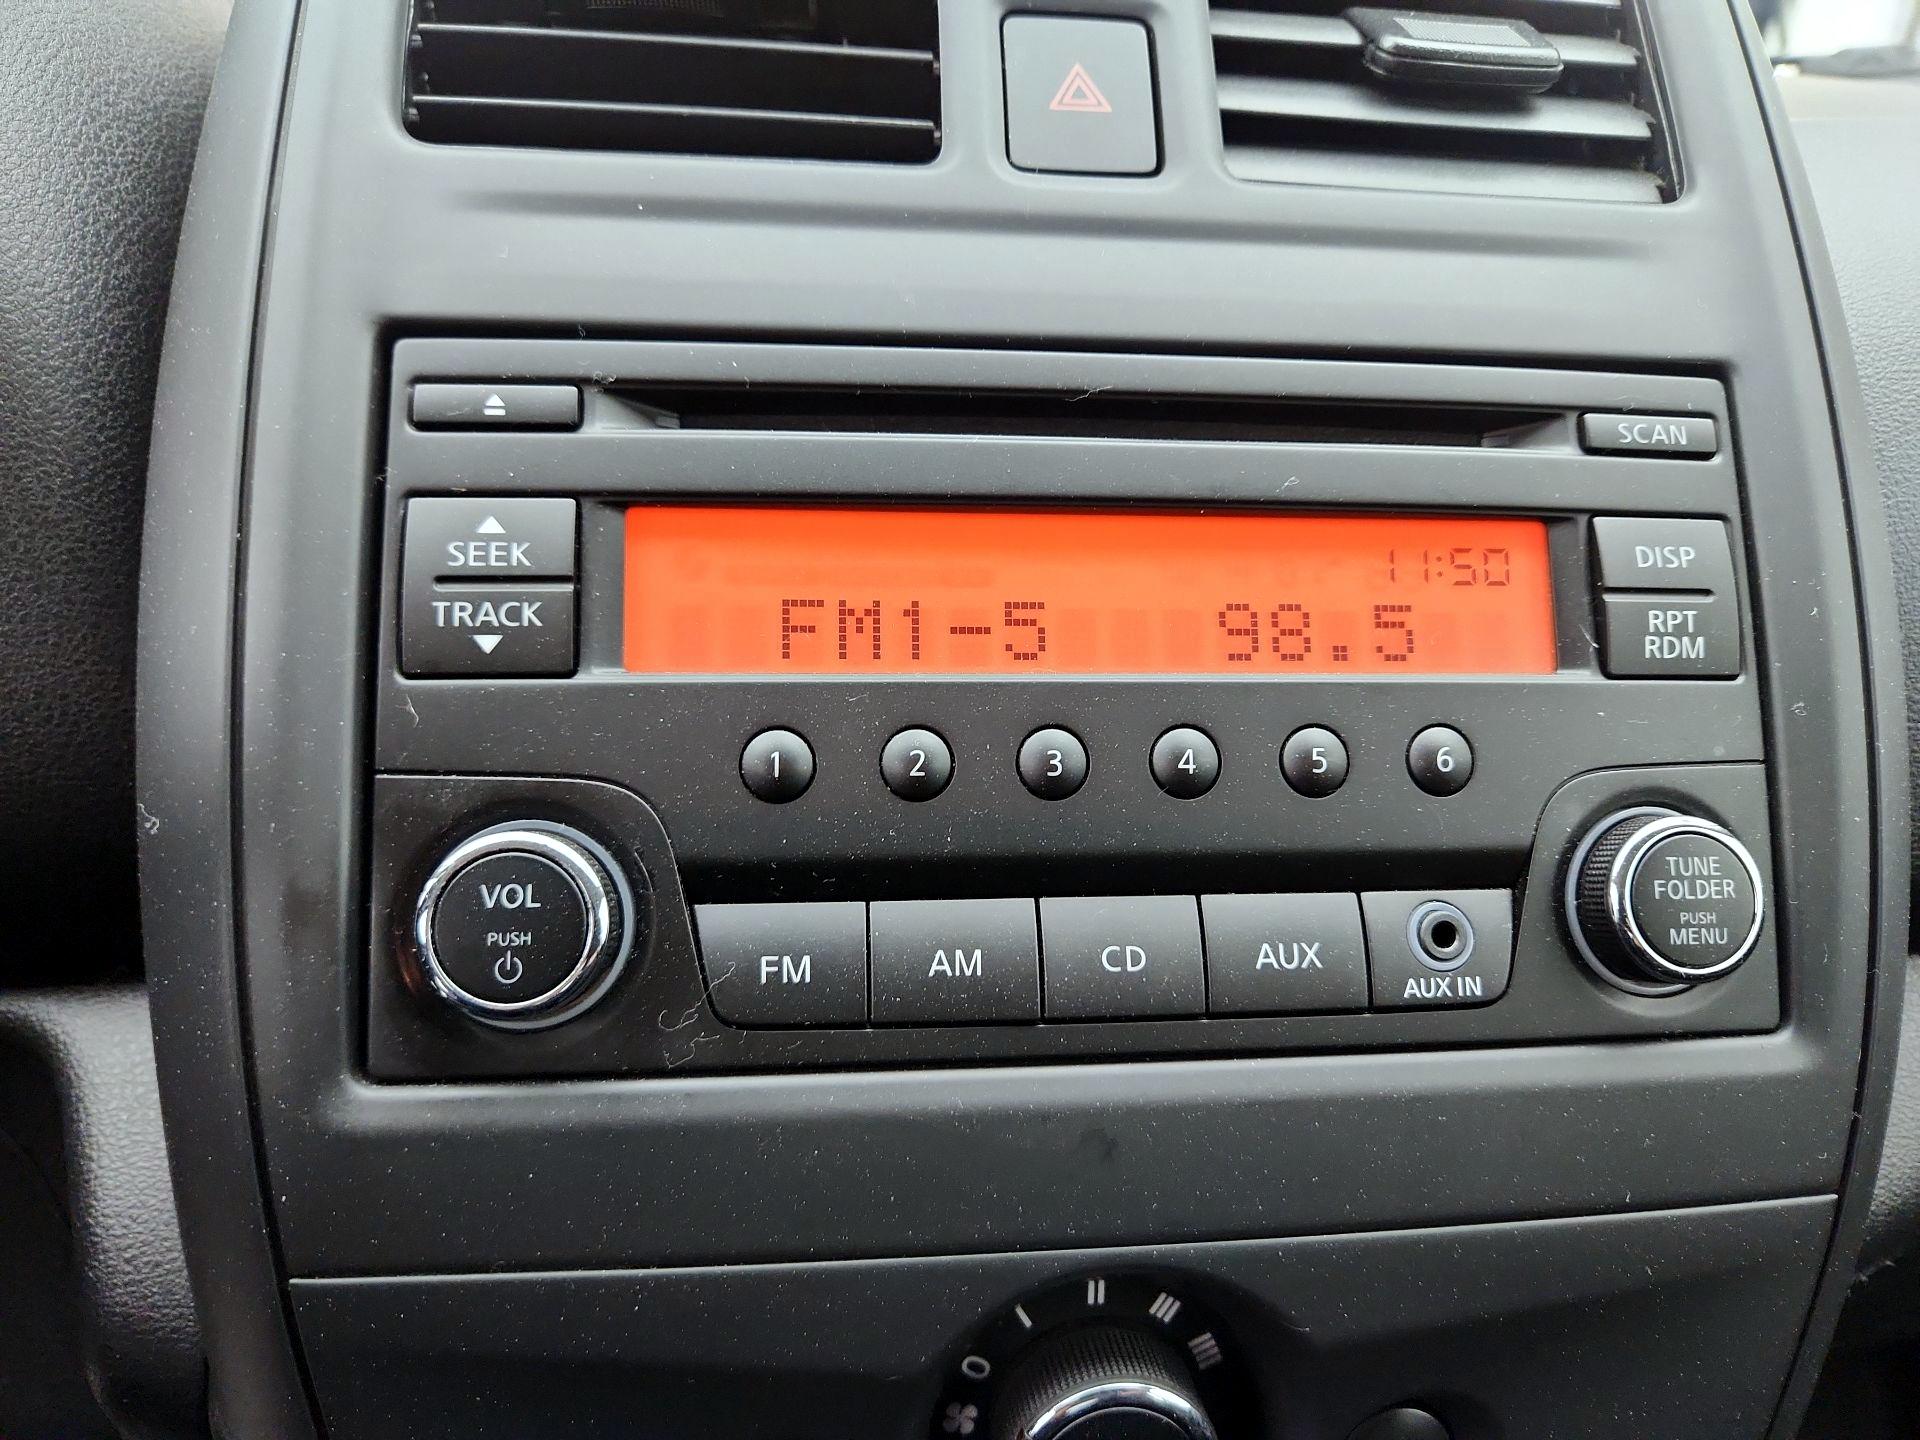 SCAN
SEEK
TRACK
11:50
FM1-5 98.5
DISP
RPT
RDM
1 2 3 4 5 6
VOL
PUSH
FM AM CD AUX
AUX IN
TUNE
FOLDER
PUSH
MENU
0